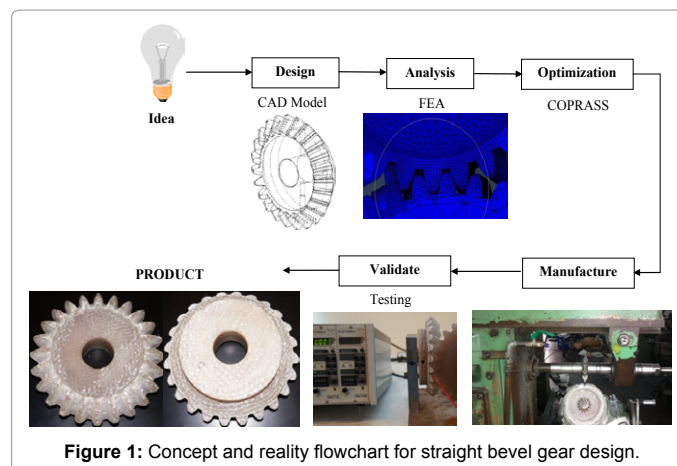 Idea
Design
CAD Model
Analysis
FEA
Optimization
COPRASS
Manufacture
Validate
Testing
PRODUCT
Figure 1: Concept and reality flowchart for straight bevel gear design.